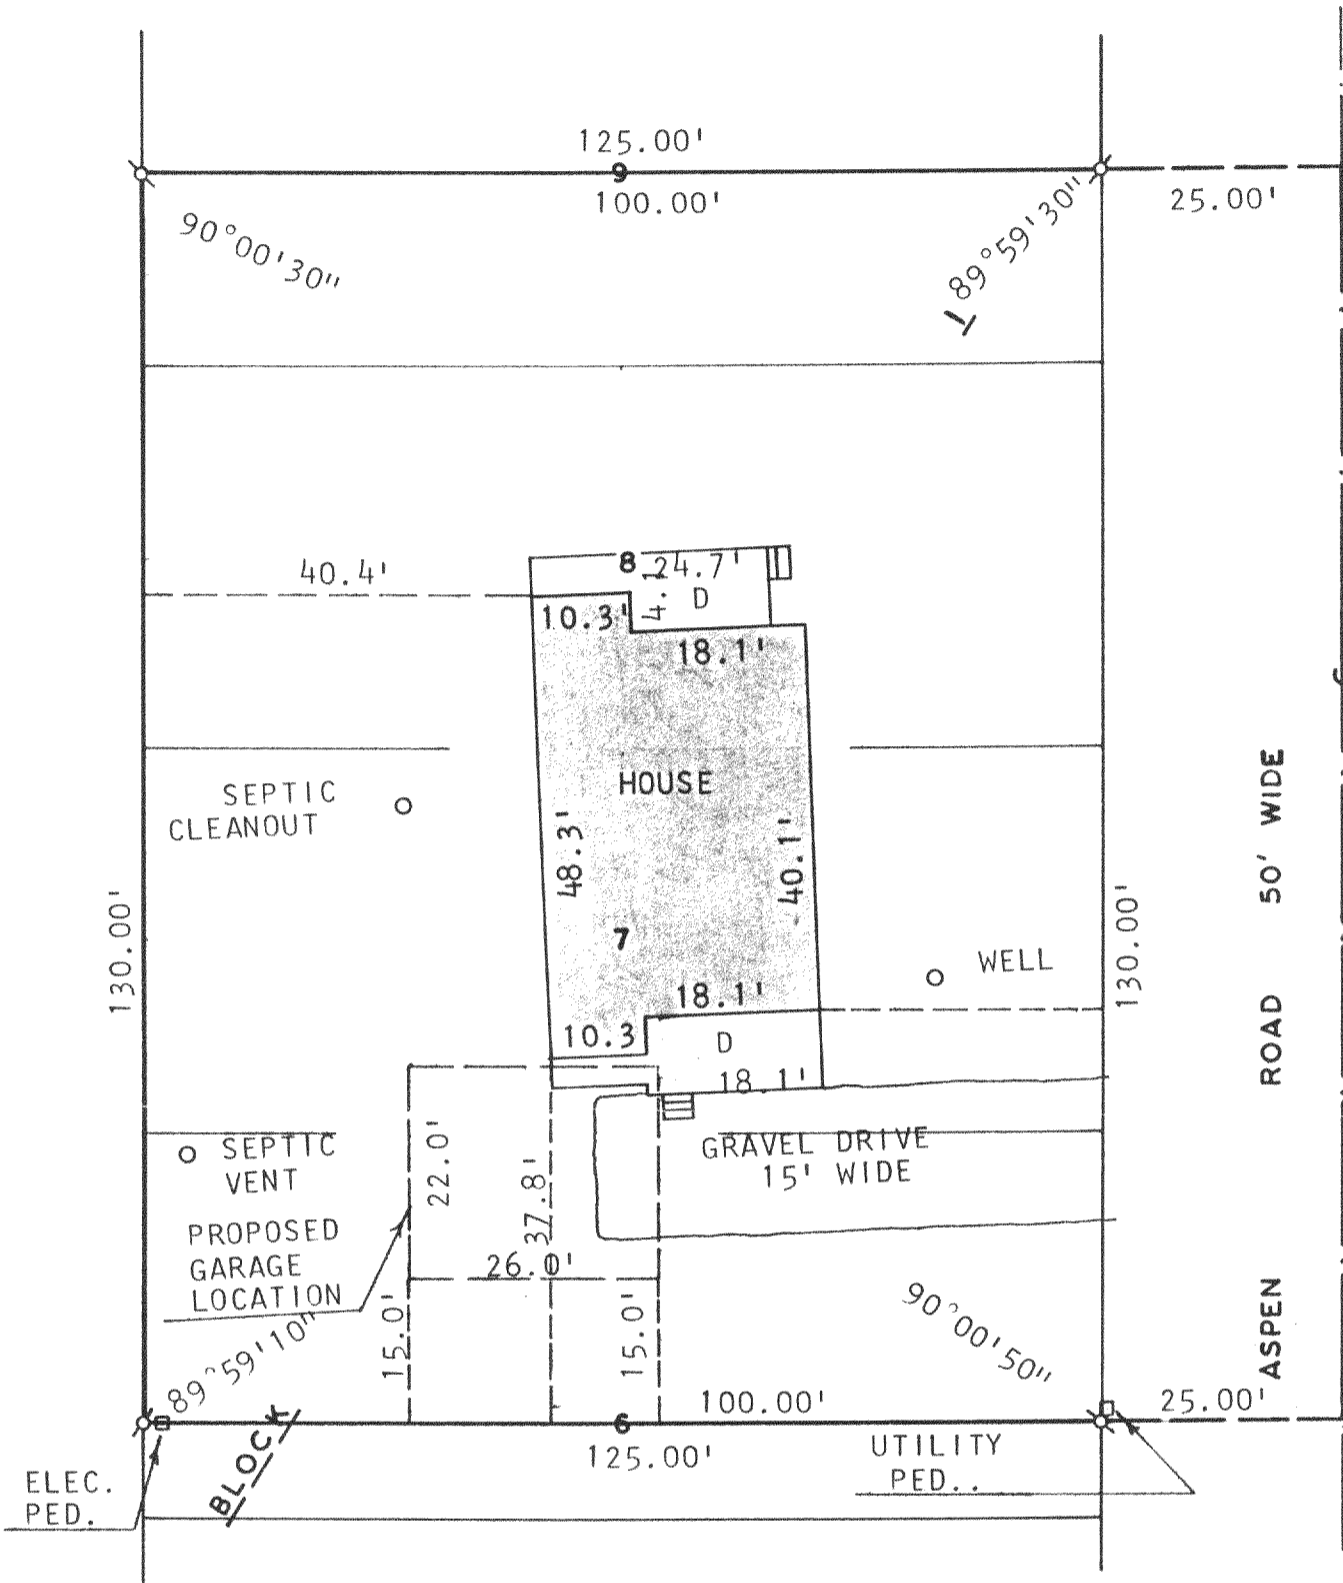 125.00'
9
100.00'
25.00'
90°00'30"
89°59'30"
1
40.4'
8
24.7'
4.1'
D
10.3'
18.1'
HOUSE
SEPTIC
CLEANOUT
48.3'
40.1'
130.00'
130.00'
7
WELL
18.1'
10.3
D
18.1'
GRAVEL DRIVE
15' WIDE
SEPTIC
VENT
22.0'
37.8'
PROPOSED
GARAGE
LOCATION
26.0'
15.0'
15.0'
89°59'10"
90°00'50"
ASPEN ROAD 50' WIDE
100.00'
25.00'
6
125.00'
BLOCK
UTILITY
PED..
ELEC.
PED.